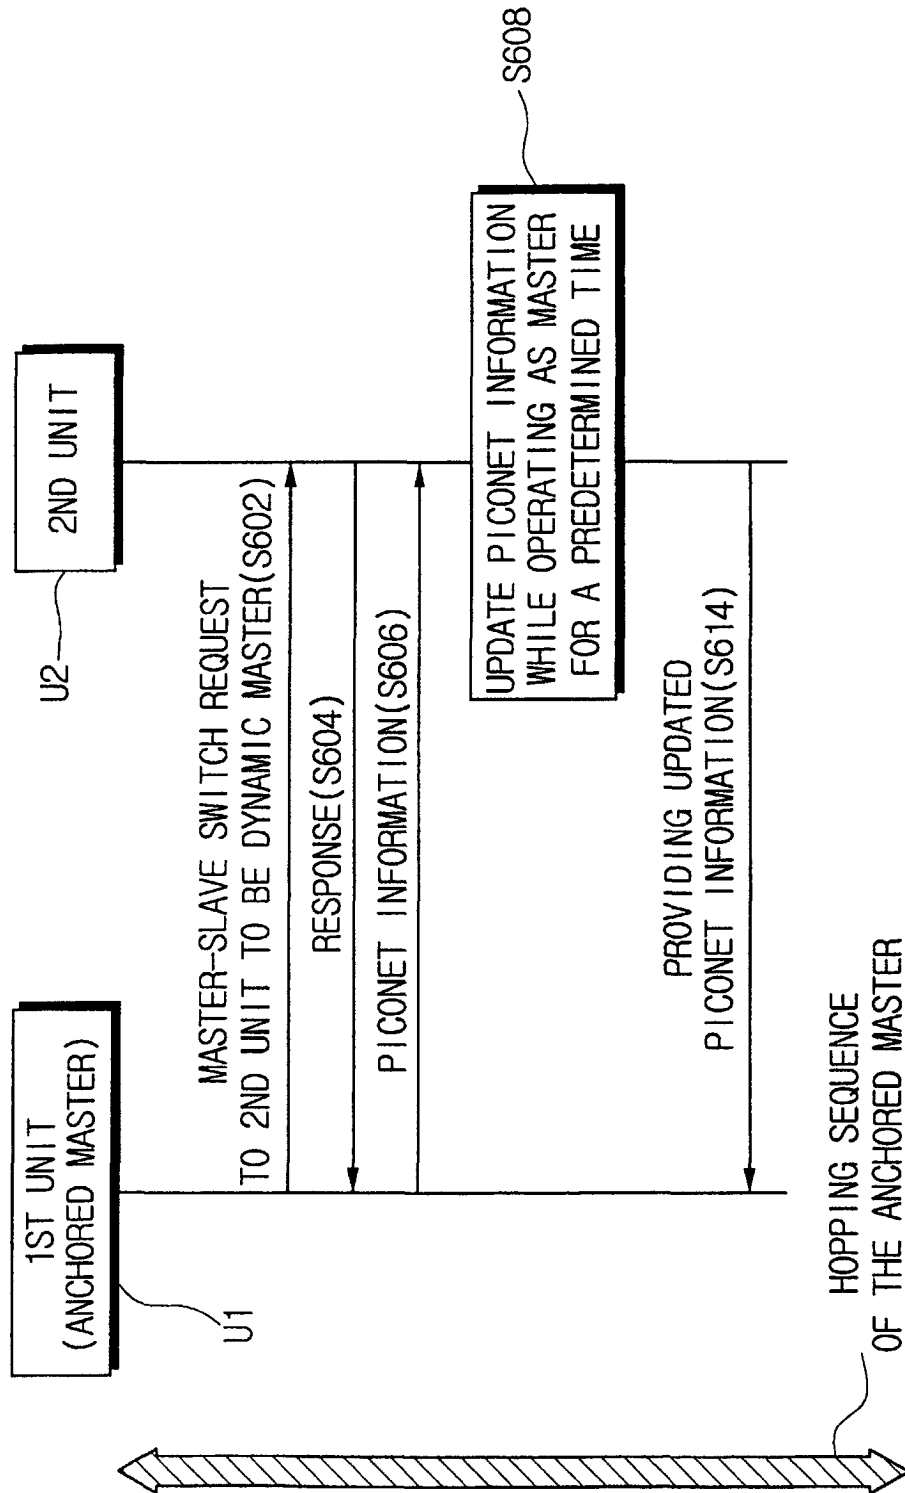 1ST UNIT
(ANCHORED MASTER)
U1
2ND UNIT
U2
MASTER-SLAVE SWITCH REQUEST
TO 2ND UNIT TO BE DYNAMIC MASTER(S602)
RESPONSE(S604)
PICONET INFORMATION(S606)
UPDATE PICONET INFORMATION
WHILE OPERATING AS MASTER
FOR A PREDETERMINED TIME
S608
PROVIDING UPDATED
PICONET INFORMATION(S614)
HOPPING SEQUENCE
OF THE ANCHORED MASTER